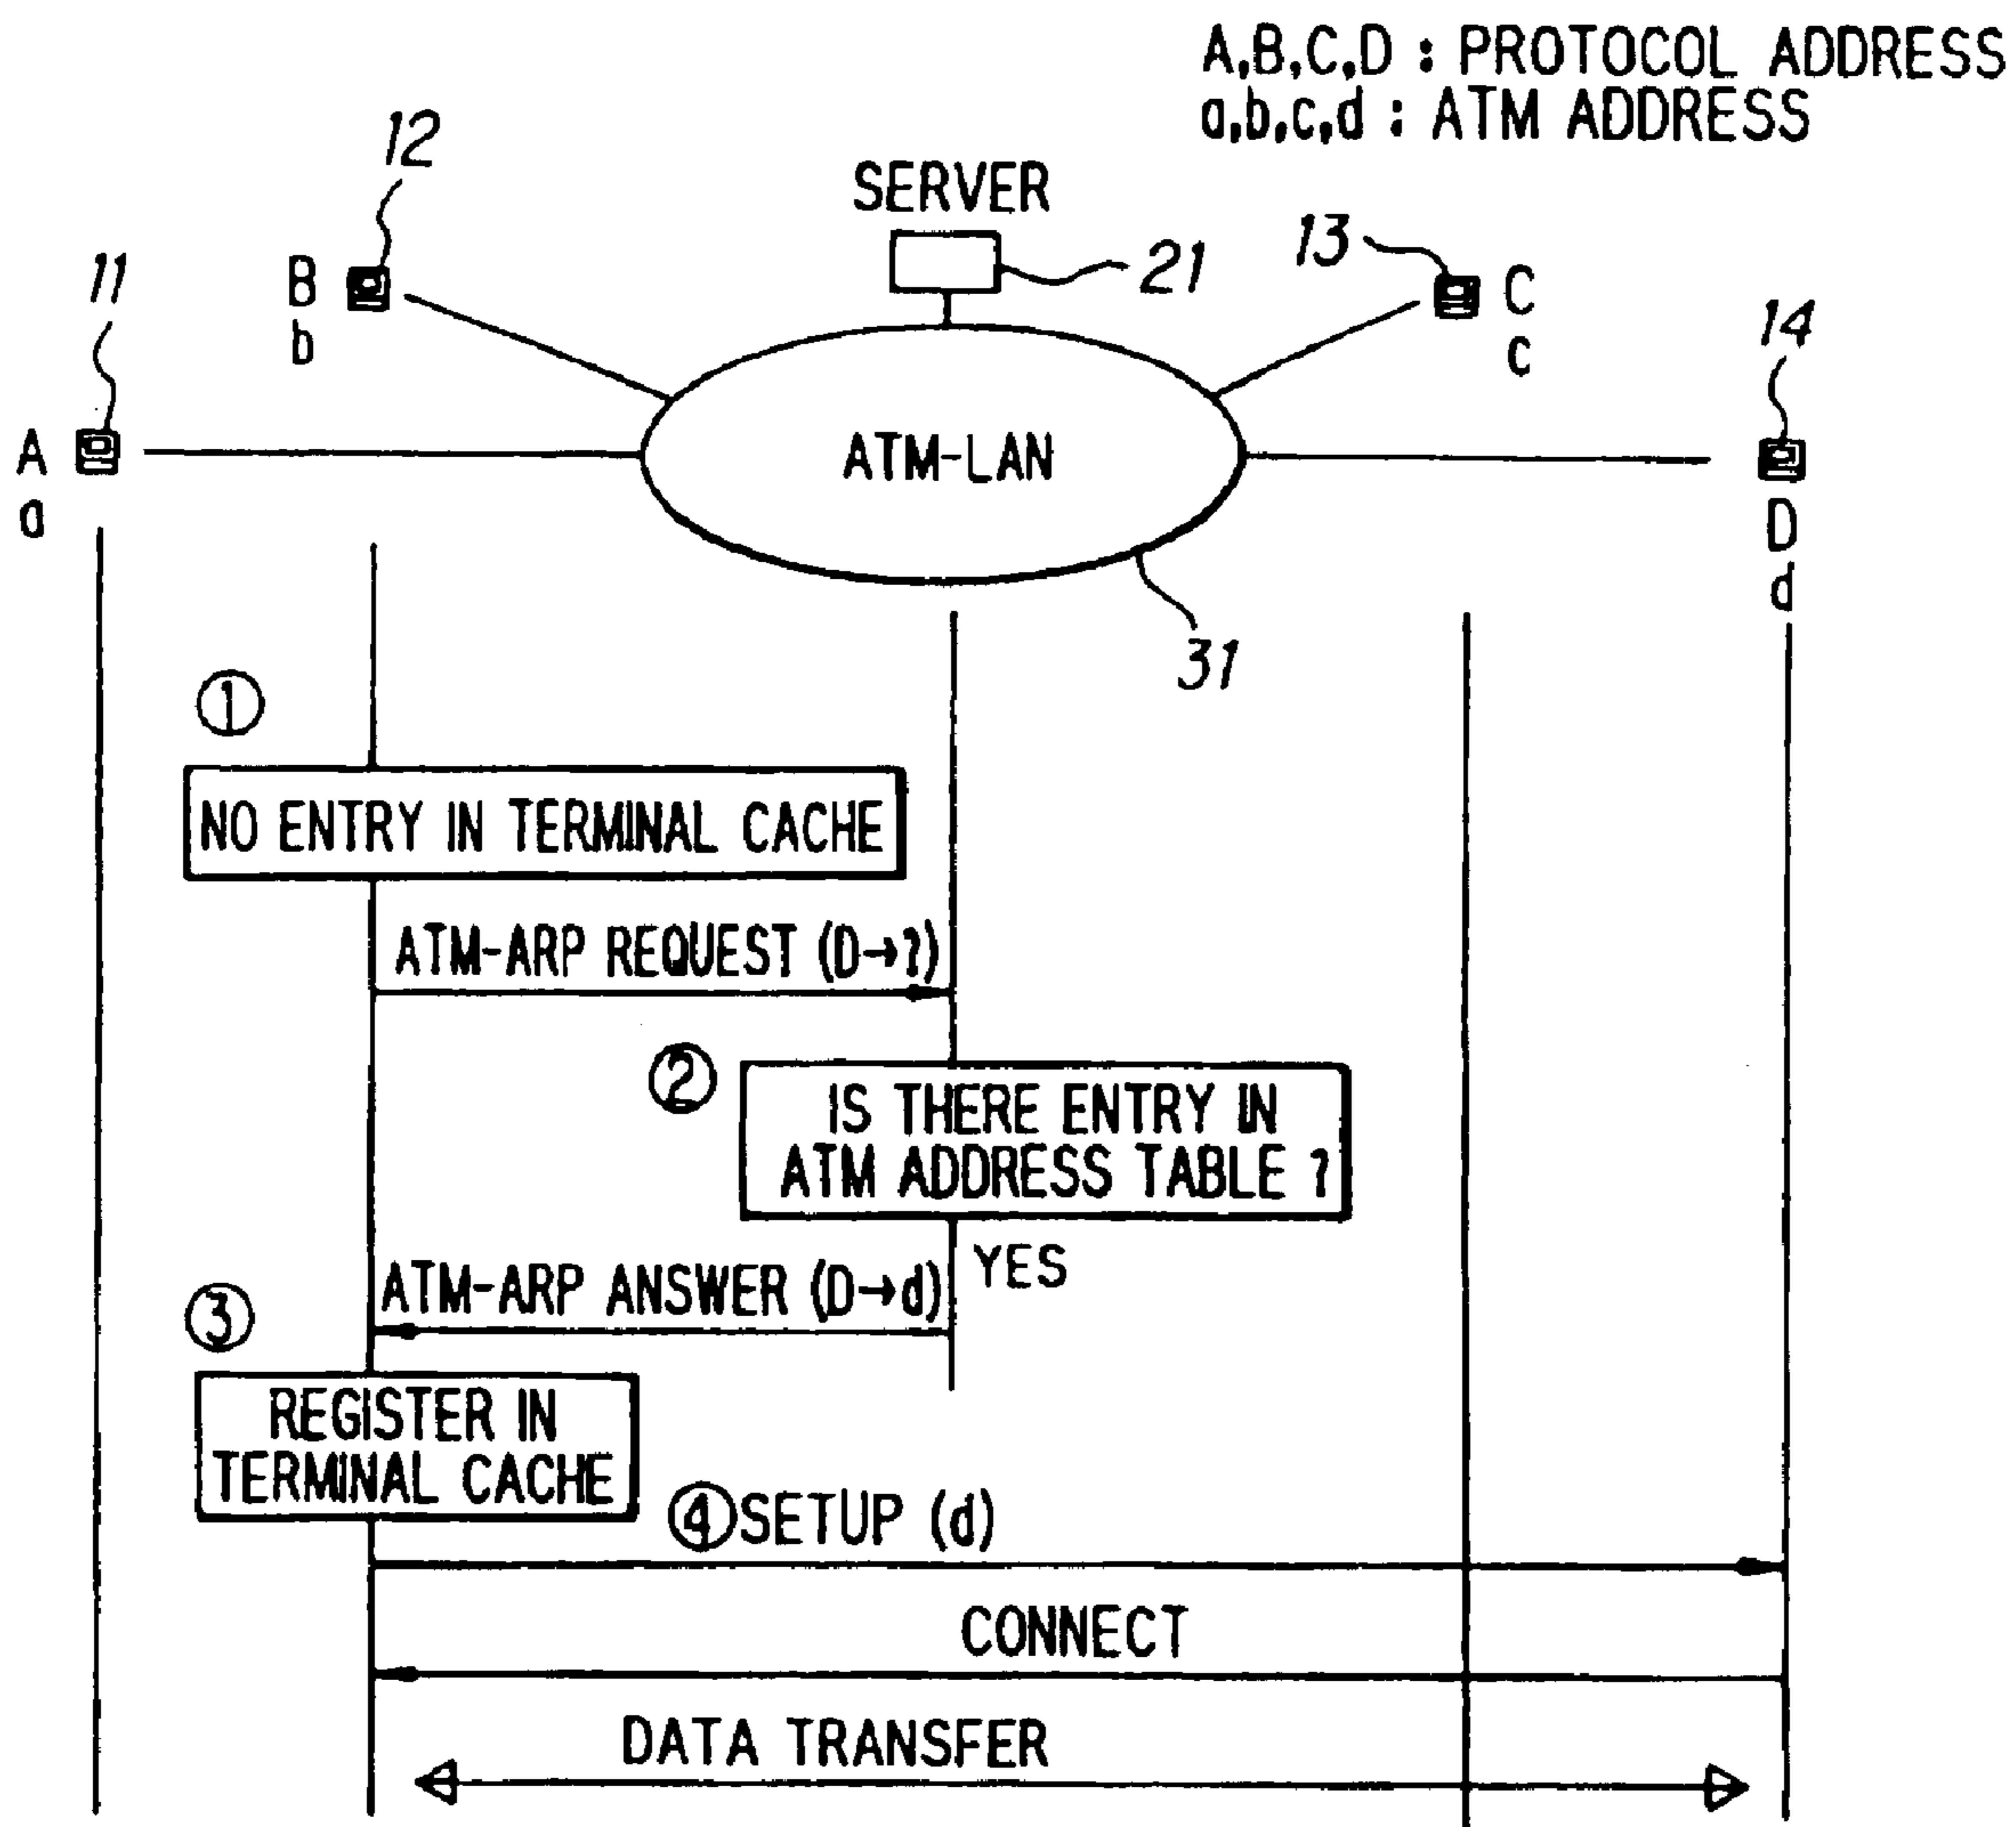 A,B,C,D : PROTOCOL ADDRESS
a,b,c,d : ATM ADDRESS
12
SERVER
11
B
b
21
13
C
c
14
A
a
ATM-LAN
D
d
31
①
NO ENTRY IN TERMINAL CACHE
ATM-ARP REQUEST (D→?)
②
IS THERE ENTRY IN
ATM ADDRESS TABLE ?
YES
ATM-ARP ANSWER (D→d)
③
REGISTER IN
TERMINAL CACHE
④ SETUP (d)
CONNECT
DATA TRANSFER